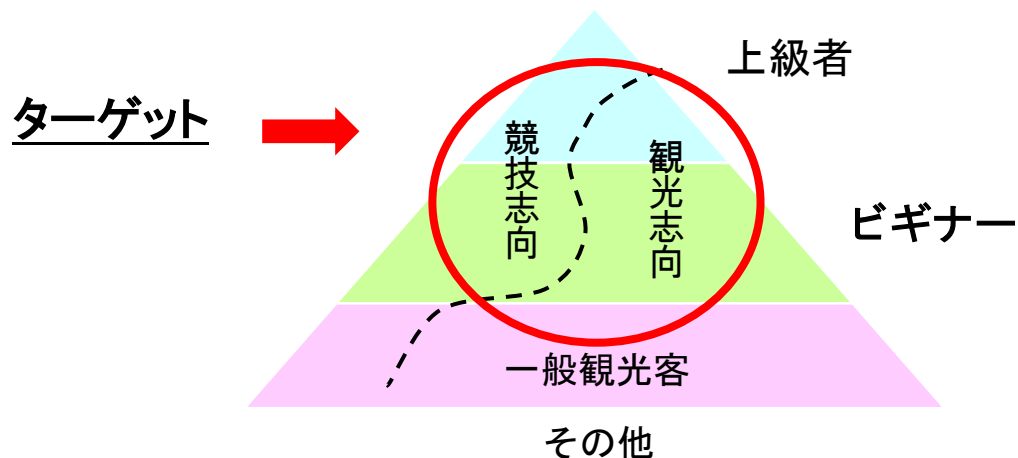 上級者
ターゲット
競技志向
観光志向
ビギナー
一般観光客
その他